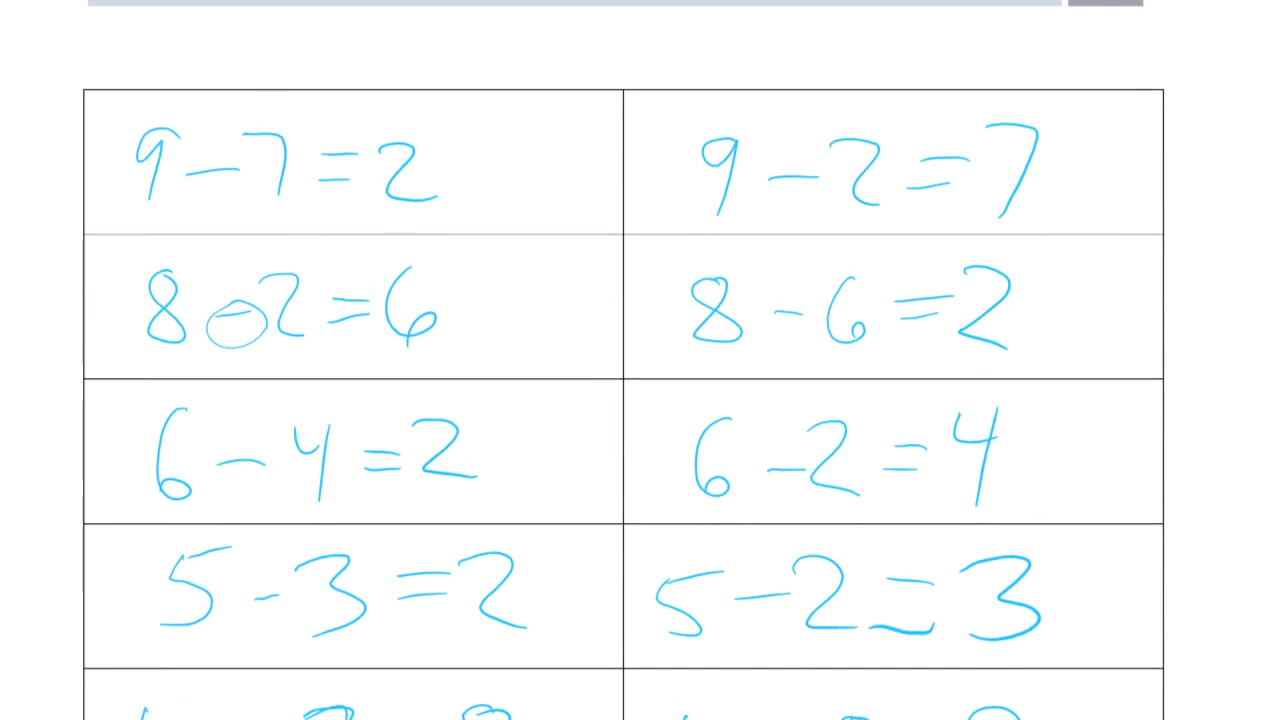 9 - 7 = 2
9 - 2 = 7
8 - 2 = 6
8 - 6 = 2
6 - 4 = 2
6 - 2 = 4
5 - 3 = 2
5 - 2 = 3